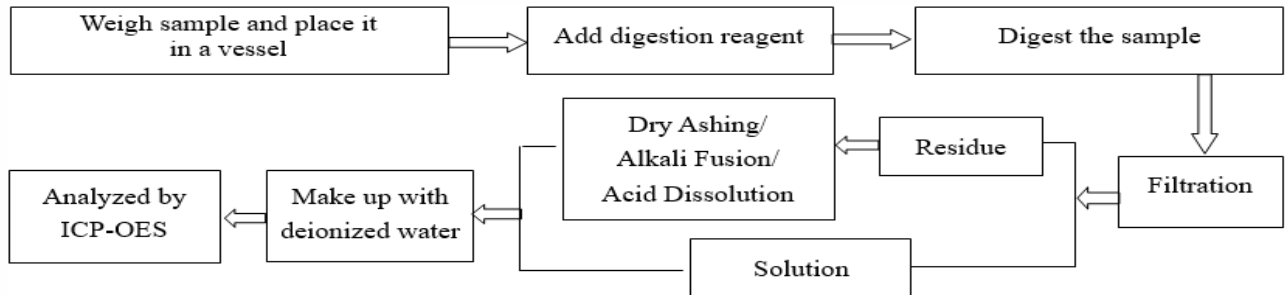 Weigh sample and place it
in a vessel
Add digestion reagent
Digest the sample
Dry Ashing/
Alkali Fusion/
Acid Dissolution
Residue
Filtration
Analyzed by
ICP-OES
Make up with
deionized water
Solution